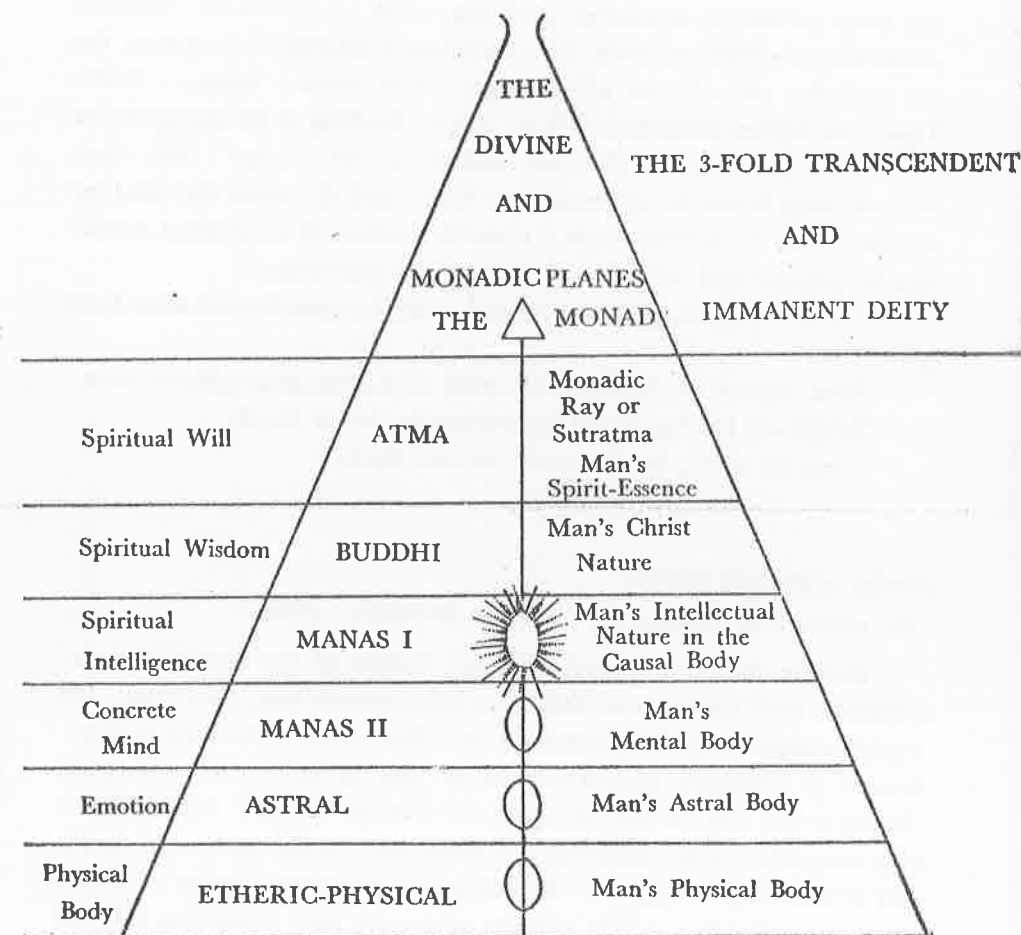 THE
DIVINE
AND
MONADIC PLANES
THE MONAD
THE 3-FOLD TRANSCENDENT
AND
IMMANENT DEITY
Spiritual Will
ATMA
Monadic
Ray or
Sutratma
Man's
Spirit-Essence
Spiritual Wisdom
BUDDHI
Man's Christ
Nature
Spiritual
Intelligence
MANAS I
Man's Intellectual
Nature in the
Causal Body
Concrete
Mind
MANAS II
Man's
Mental Body
Emotion
ASTRAL
Man's Astral Body
Physical
Body
ETHERIC-PHYSICAL
Man's Physical Body